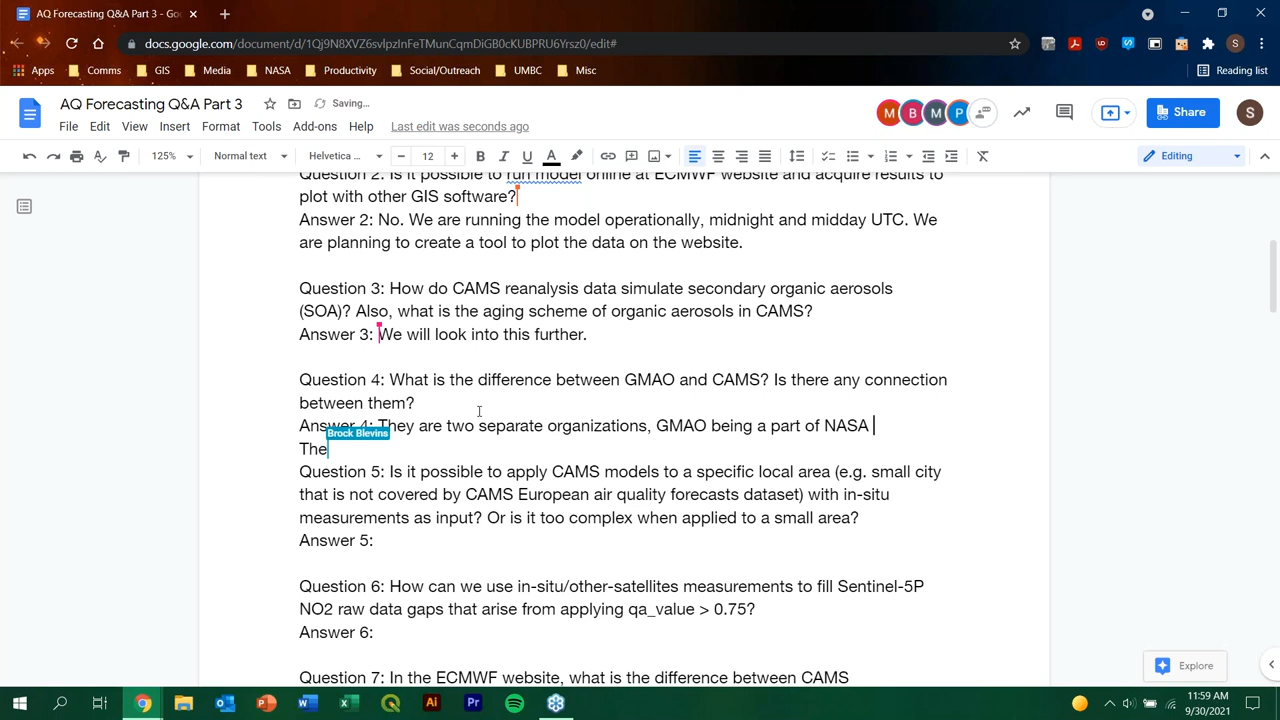 AQ Forecasting Q&A Part 3 - Go
docs.google.com/document/d/1Qj9N8XVZ6svlpzInFeTMunCqmDiGB0cKUBPRU6Yrsz0/edit#
S
Apps Comms GIS Media NASA Productivity Social/Outreach UMBC Misc Reading list
AQ Forecasting Q&A Part 3 Saving...
M B M P Share S
File Edit View Insert Format Tools Add-ons Help Last edit was seconds ago
125% Normal text Helvetica ... 12 B I U A Editing
Question 2: Is it possible to run model online at ECMWF website and acquire results to
plot with other GIS software?
Answer 2: No. We are running the model operationally, midnight and midday UTC. We
are planning to create a tool to plot the data on the website.
Question 3: How do CAMS reanalysis data simulate secondary organic aerosols
(SOA)? Also, what is the aging scheme of organic aerosols in CAMS?
Answer 3: We will look into this further.
Question 4: What is the difference between GMAO and CAMS? Is there any connection
between them?
Answer 4: They are two separate organizations, GMAO being a part of NASA
Brock Blevins
The
Question 5: Is it possible to apply CAMS models to a specific local area (e.g. small city
that is not covered by CAMS European air quality forecasts dataset) with in-situ
measurements as input? Or is it too complex when applied to a small area?
Answer 5:
Question 6: How can we use in-situ/other-satellites measurements to fill Sentinel-5P
NO2 raw data gaps that arise from applying qa_value > 0.75?
Answer 6:
Explore
Question 7: In the ECMWF website, what is the difference between CAMS
11:59 AM
9/30/2021